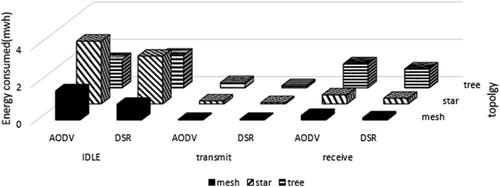 Energy consumed(mwh)
4
2
0
tree
star
mesh
topolgy
AODV DSR AODV DSR AODV DSR
IDLE transmit receive
mesh star tree